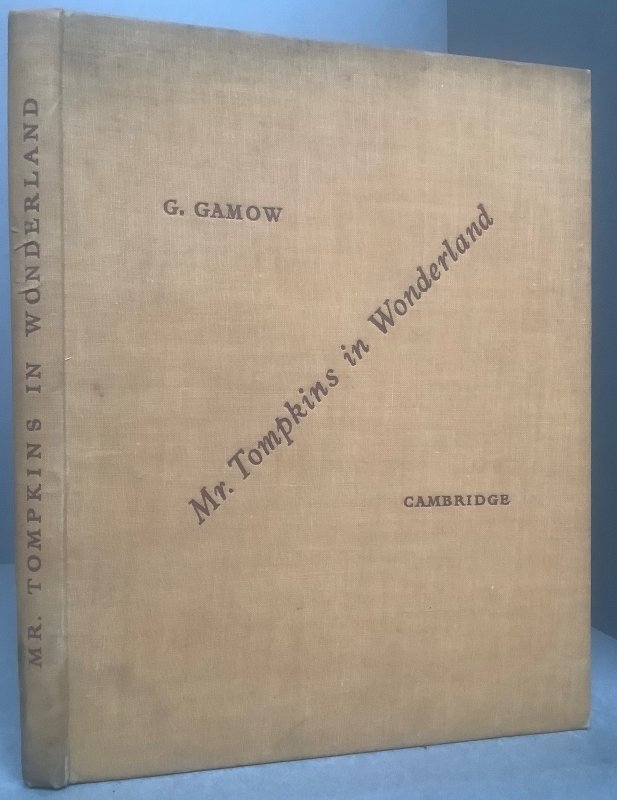 MR. TOMPKINS IN WONDERLAND
G. GAMOW
Mr. Tompkins in Wonderland
CAMBRIDGE